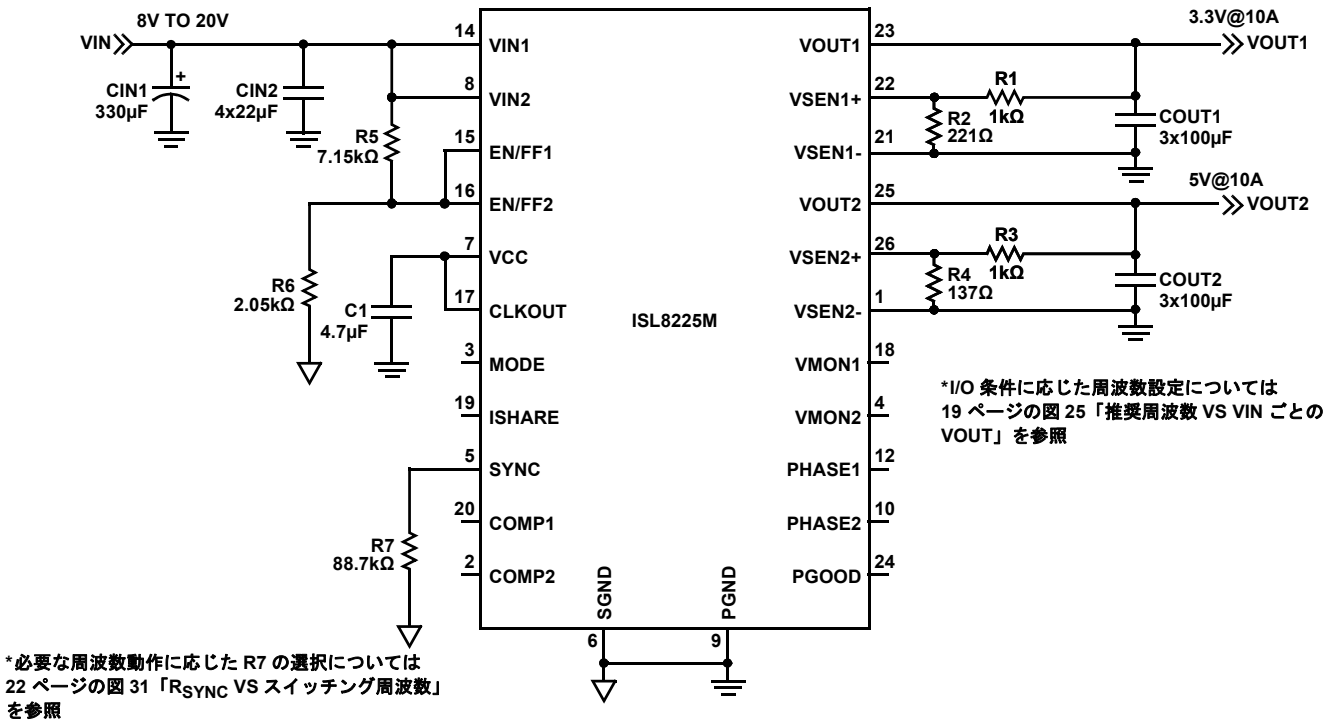 8V TO 20V
VIN
CIN1
330µF
+
CIN2
4x22µF
R5
7.15kΩ
R6
2.05kΩ
C1
4.7µF
R7
88.7kΩ
14
VIN1
8
VIN2
15
EN/FF1
16
EN/FF2
7
VCC
17
CLKOUT
3
MODE
19
ISHARE
5
SYNC
20
COMP1
2
COMP2
ISL8225M
SGND
6
PGND
9
VOUT1
23
VSEN1+
22
VSEN1-
21
VOUT2
25
VSEN2+
26
VSEN2-
1
VMON1
18
VMON2
4
PHASE1
12
PHASE2
10
PGOOD
24
3.3V@10A
VOUT1
R1
1kΩ
R2
221Ω
COUT1
3x100µF
5V@10A
VOUT2
R3
1kΩ
R4
137Ω
COUT2
3x100µF
*I/O 条件に応じた周波数設定については
19 ページの図 25「推奨周波数 VS VIN ごとの
VOUT」を参照
*必要な周波数動作に応じた R7 の選択については
22 ページの図 31「RSYNC VS スイッチング周波数」
を参照